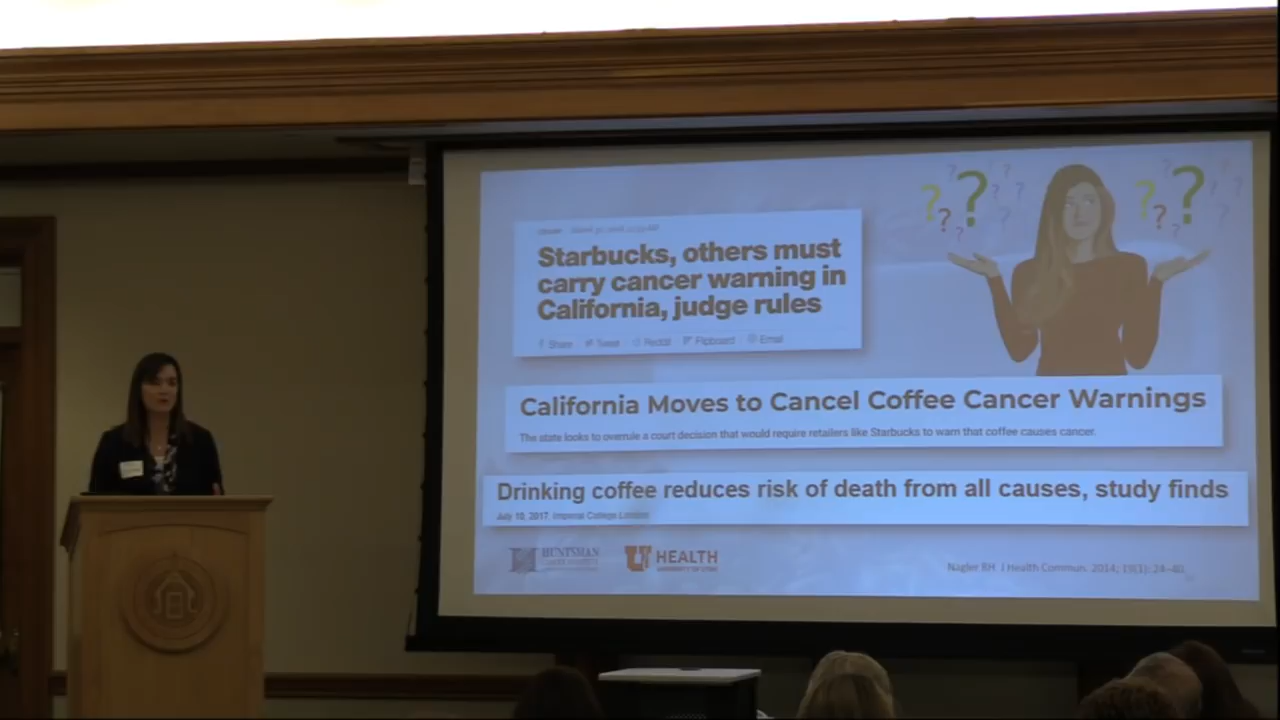 Starbucks, others must
carry cancer warning in
California, judge rules
Share Tweet Reddit Flipboard Email
California Moves to Cancel Coffee Cancer Warnings
The state looks to overrule a court decision that would require retailers like Starbucks to warn that coffee causes cancer.
Drinking coffee reduces risk of death from all causes, study finds
July 10, 2017, Imperial College London
HUNTSMAN
U HEALTH
UNIVERSITY OF UTAH
Nagler RH J Health Commun. 2014; 19(1): 24–40.
? ? ? ? ? ?